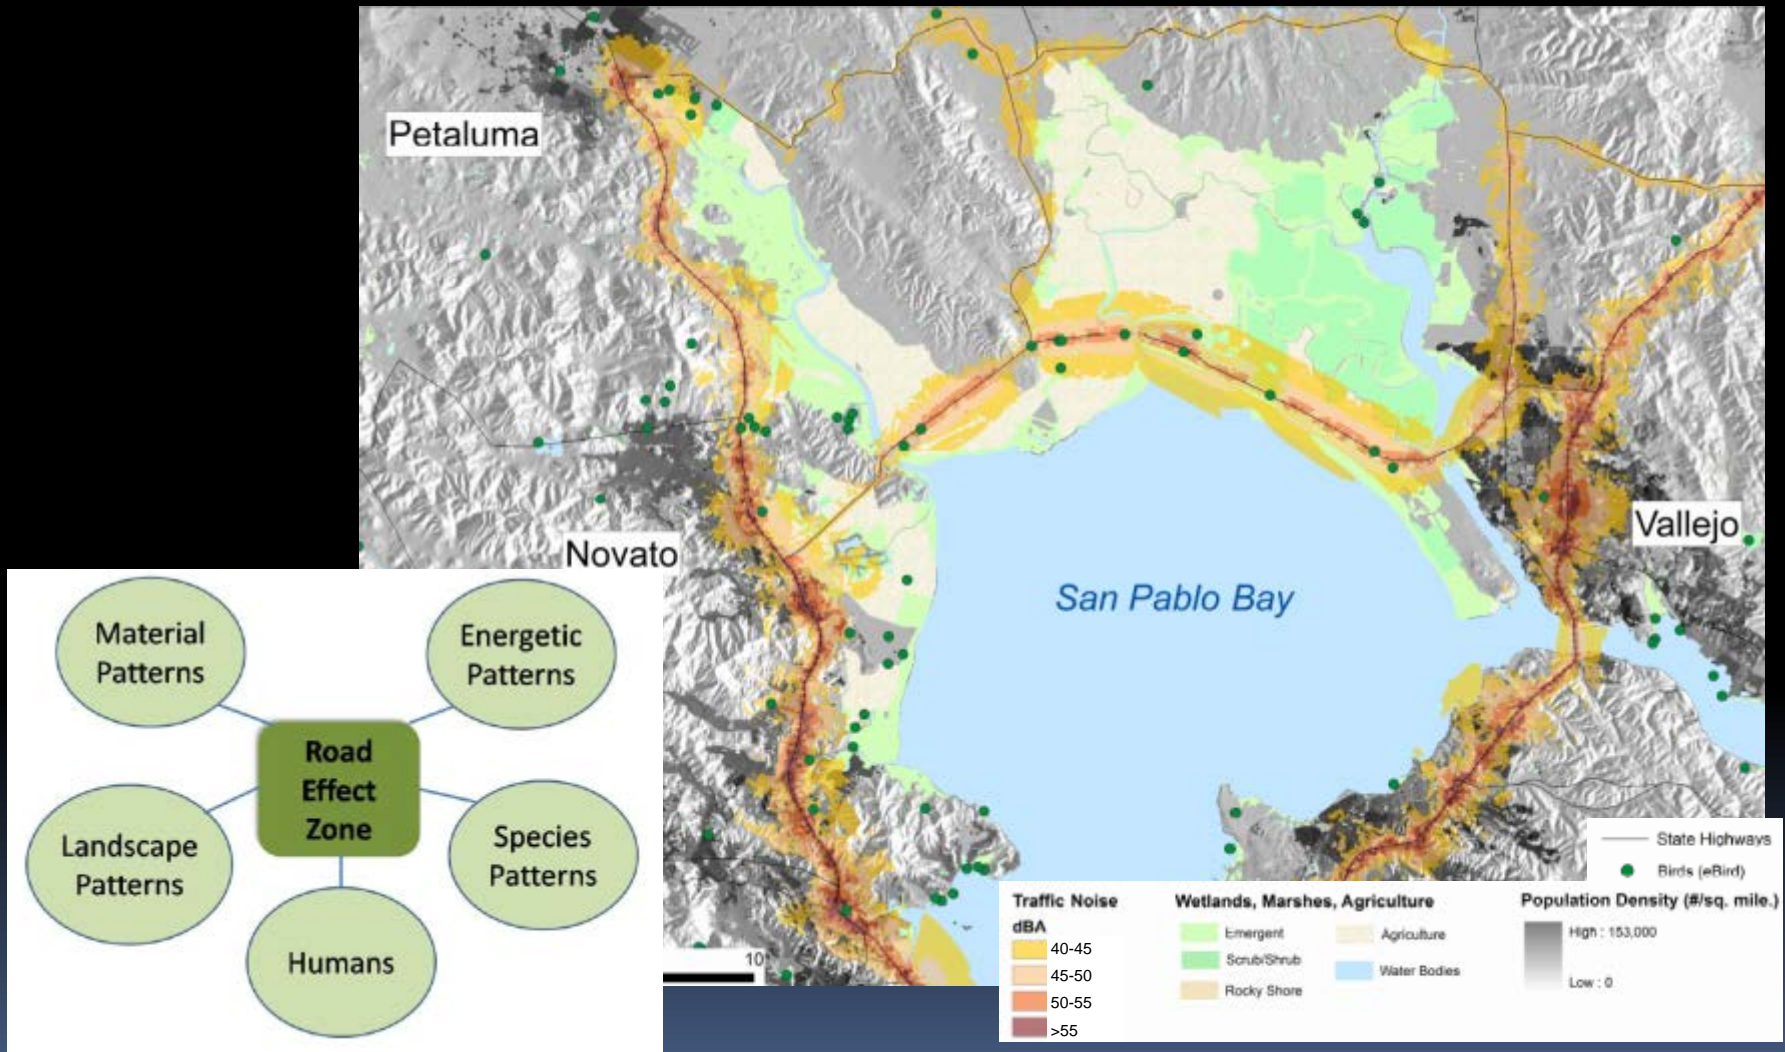 Petaluma
Novato
Vallejo
San Pablo Bay
Material
Patterns
Energetic
Patterns
Road
Effect
Zone
Landscape
Patterns
Species
Patterns
Humans
10
State Highways
Birds (eBird)
Traffic Noise
dBA
40-45
45-50
50-55
>55
Wetlands, Marshes, Agriculture
Emergent
Scrub/Shrub
Rocky Shore
Agriculture
Water Bodies
Population Density (#/sq. mile.)
High : 153,000
Low : 0